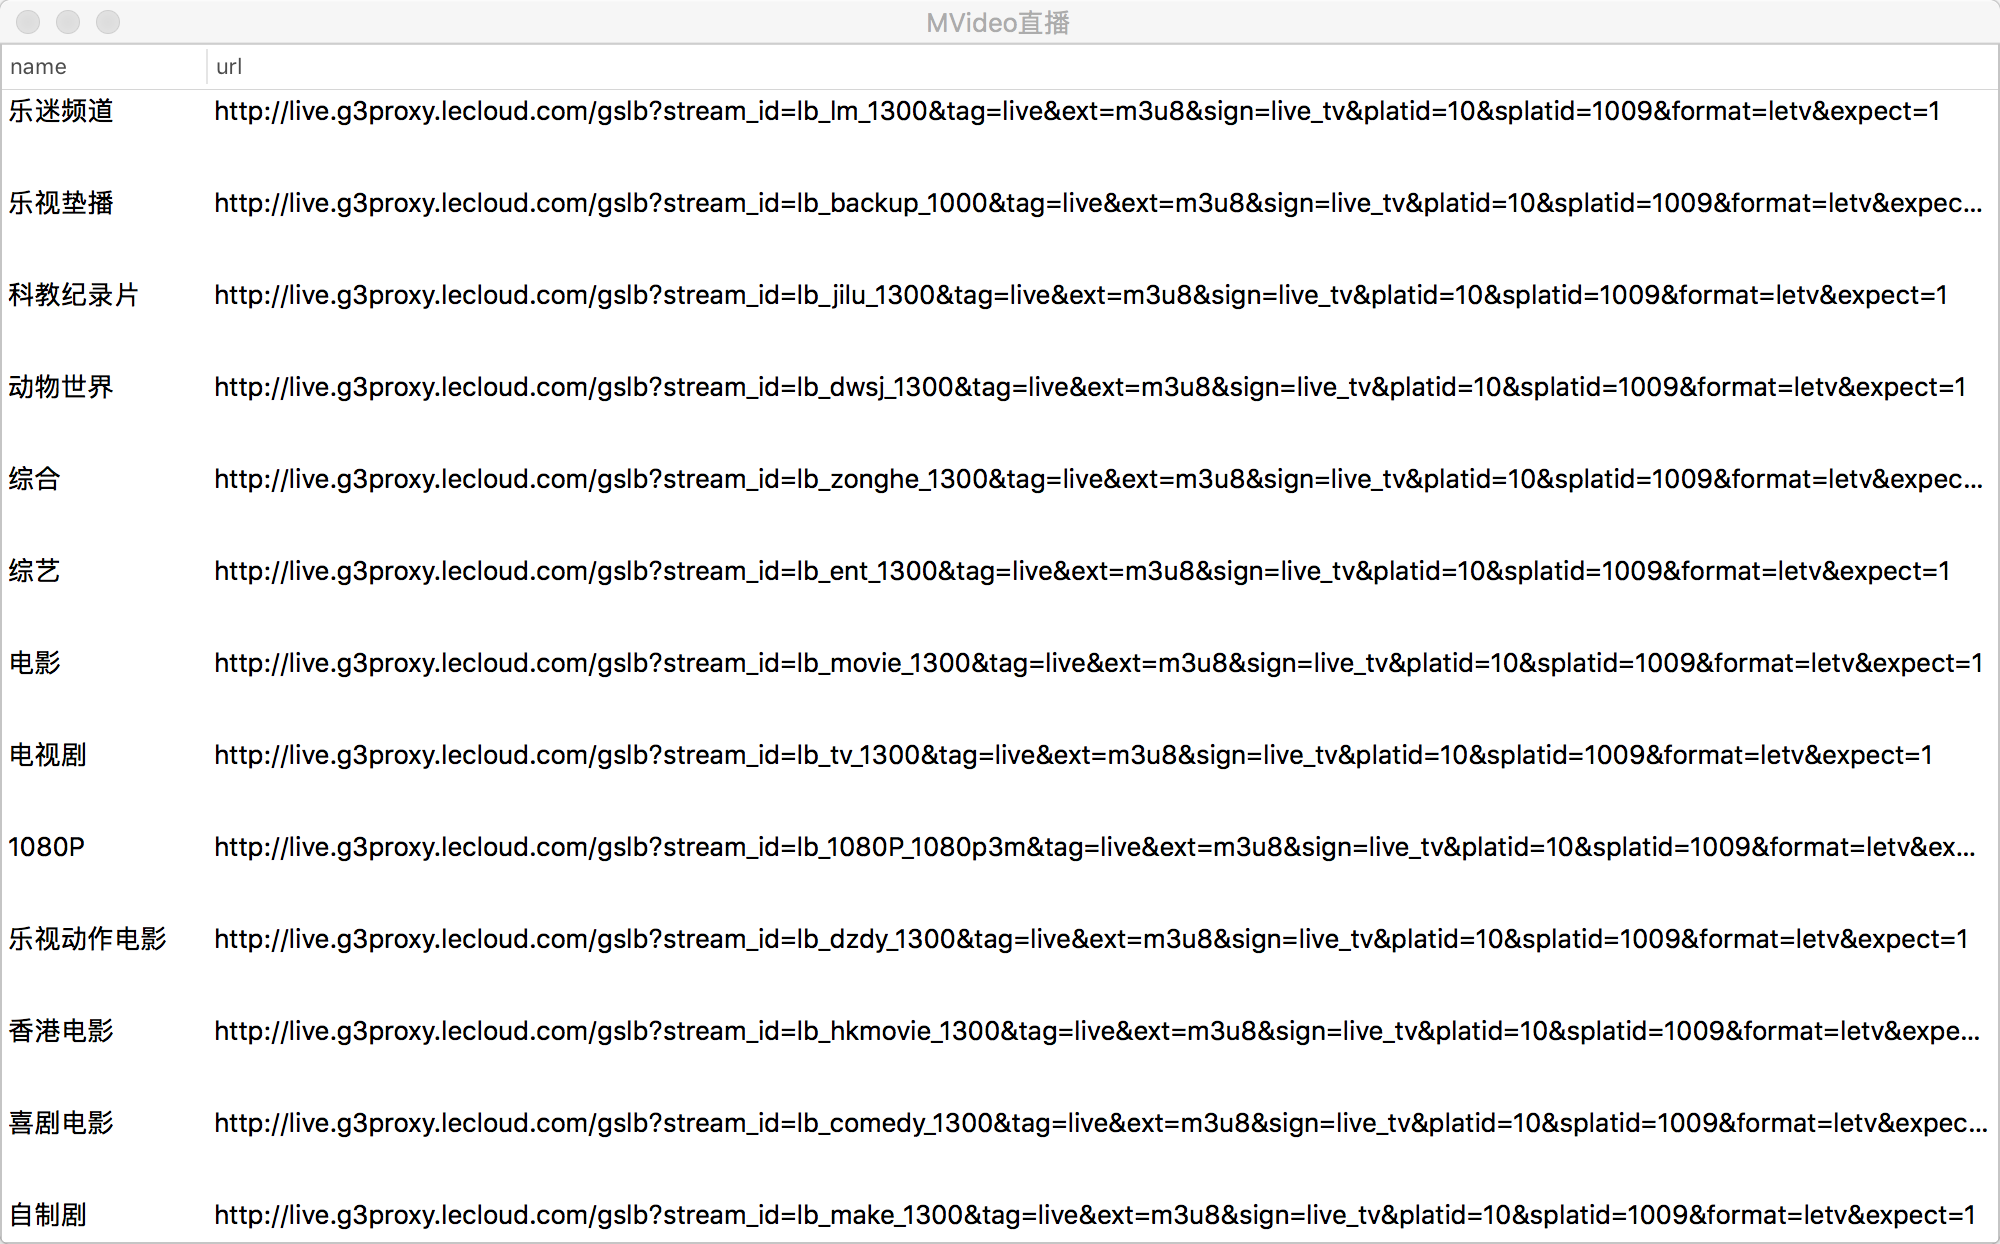 MVideo直播
name url
乐迷频道 http://live.g3proxy.lecloud.com/gslb?stream_id=lb_lm_1300&tag=live&ext=m3u8&sign=live_tv&platid=10&splatid=1009&format=letv&expect=1
乐视垫播 http://live.g3proxy.lecloud.com/gslb?stream_id=lb_backup_1000&tag=live&ext=m3u8&sign=live_tv&platid=10&splatid=1009&format=letv&expec...
科教纪录片 http://live.g3proxy.lecloud.com/gslb?stream_id=lb_jilu_1300&tag=live&ext=m3u8&sign=live_tv&platid=10&splatid=1009&format=letv&expect=1
动物世界 http://live.g3proxy.lecloud.com/gslb?stream_id=lb_dwsj_1300&tag=live&ext=m3u8&sign=live_tv&platid=10&splatid=1009&format=letv&expect=1
综合 http://live.g3proxy.lecloud.com/gslb?stream_id=lb_zonghe_1300&tag=live&ext=m3u8&sign=live_tv&platid=10&splatid=1009&format=letv&expec...
综艺 http://live.g3proxy.lecloud.com/gslb?stream_id=lb_ent_1300&tag=live&ext=m3u8&sign=live_tv&platid=10&splatid=1009&format=letv&expect=1
电影 http://live.g3proxy.lecloud.com/gslb?stream_id=lb_movie_1300&tag=live&ext=m3u8&sign=live_tv&platid=10&splatid=1009&format=letv&expect=1
电视剧 http://live.g3proxy.lecloud.com/gslb?stream_id=lb_tv_1300&tag=live&ext=m3u8&sign=live_tv&platid=10&splatid=1009&format=letv&expect=1
1080P http://live.g3proxy.lecloud.com/gslb?stream_id=lb_1080P_1080p3m&tag=live&ext=m3u8&sign=live_tv&platid=10&splatid=1009&format=letv&ex...
乐视动作电影 http://live.g3proxy.lecloud.com/gslb?stream_id=lb_dzdy_1300&tag=live&ext=m3u8&sign=live_tv&platid=10&splatid=1009&format=letv&expect=1
香港电影 http://live.g3proxy.lecloud.com/gslb?stream_id=lb_hkmovie_1300&tag=live&ext=m3u8&sign=live_tv&platid=10&splatid=1009&format=letv&expe...
喜剧电影 http://live.g3proxy.lecloud.com/gslb?stream_id=lb_comedy_1300&tag=live&ext=m3u8&sign=live_tv&platid=10&splatid=1009&format=letv&expec...
自制剧 http://live.g3proxy.lecloud.com/gslb?stream_id=lb_make_1300&tag=live&ext=m3u8&sign=live_tv&platid=10&splatid=1009&format=letv&expect=1